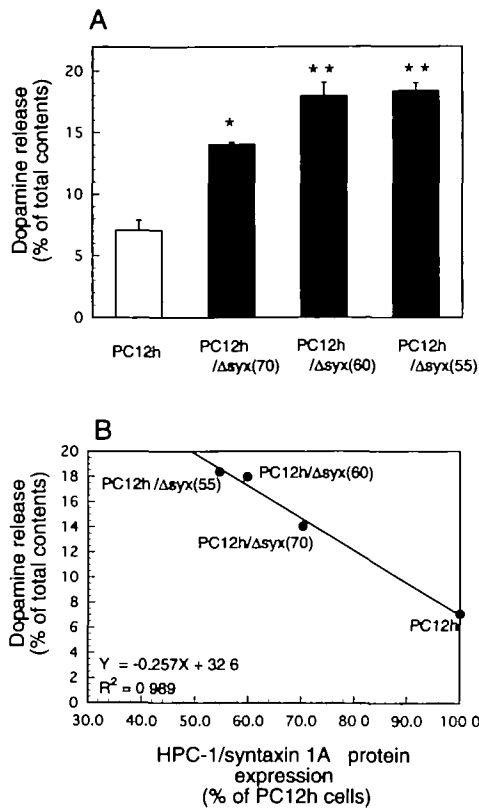 A
Dopamine release
(% of total contents)
20
15
10
5
0
*
* *
* *
PC12h
PC12h
/Δsyx(70)
PC12h
/Δsyx(60)
PC12h
/Δsyx(55)
B
Dopamine release
(% of total contents)
20
18
16
14
12
10
8
6
4
2
0
PC12h/Δsyx(55)
PC12h/Δsyx(60)
PC12h/Δsyx(70)
PC12h
Y = -0.257X + 32 6
R² = 0 989
30.0 40.0 50.0 60.0 70.0 80.0 90.0 100 0
HPC-1/syntaxin 1A protein
expression
(% of PC12h cells)